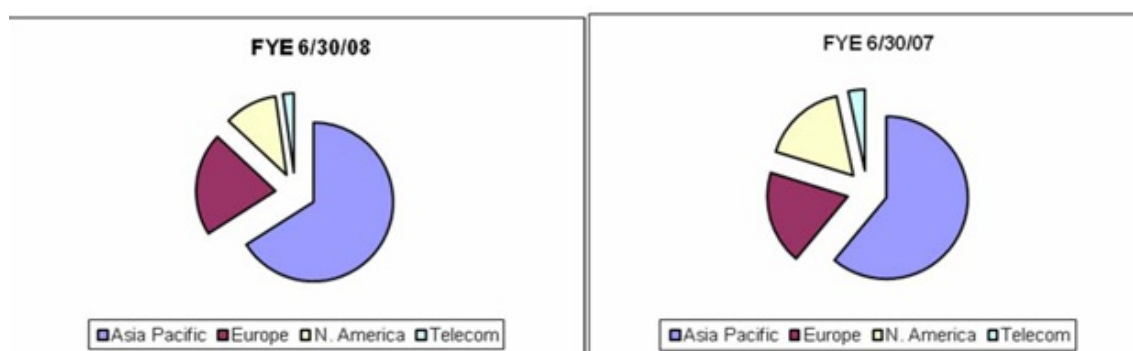 FYE 6/30/08
Asia Pacific Europe N. America Telecom
FYE 6/30/07
Asia Pacific Europe N. America Telecom